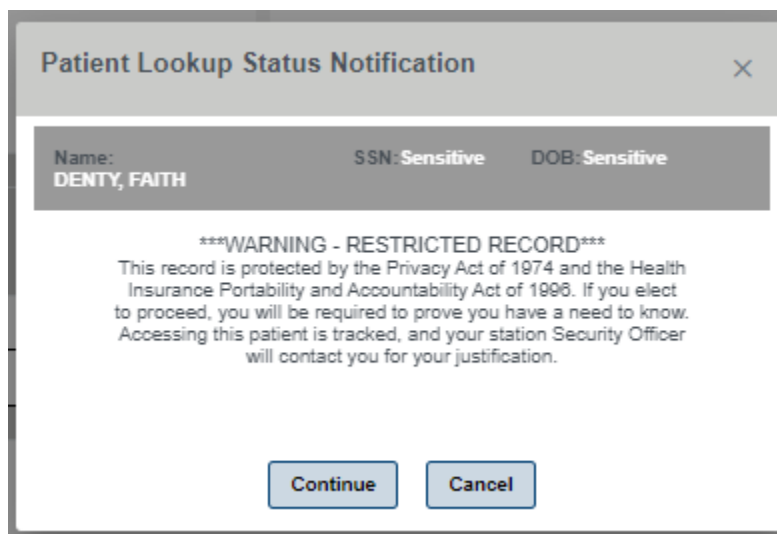 Patient Lookup Status Notification
Name: SSN:Sensitive DOB:Sensitive
DENTY, FAITH
***WARNING - RESTRICTED RECORD***
This record is protected by the Privacy Act of 1974 and the Health
Insurance Portability and Accountability Act of 1996. If you elect
to proceed, you will be required to prove you have a need to know.
Accessing this patient is tracked, and your station Security Officer
will contact you for your justification.
Continue Cancel